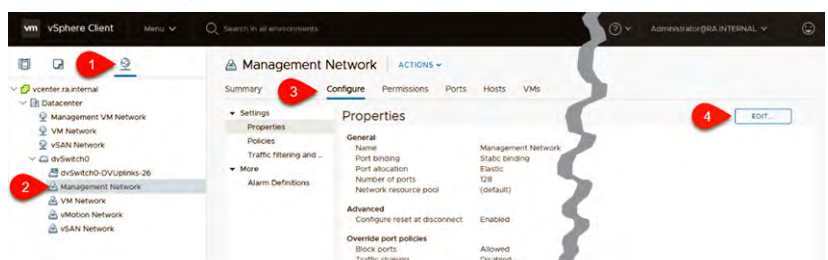 vm vSphere Client Menu Search in all environments Administrator@RA.INTERNAL
1
Management Network ACTIONS
Summary 3 Configure Permissions Ports Hosts VMs
vcenter.ra.internal
Datacenter
Management VM Network
VM Network
vSAN Network
dvSwitch0
dvSwitch0-DVUplinks-26
2 Management Network
VM Network
vMotion Network
vSAN Network
Settings
Properties
Policies
Traffic filtering and ...
More
Alarm Definitions
Properties
4 EDIT...
General
Name Management Network
Port binding Static binding
Port allocation Elastic
Number of ports 128
Network resource pool (default)
Advanced
Configure reset at disconnect Enabled
Override port policies
Block ports Allowed
Traffic shaping Disabled